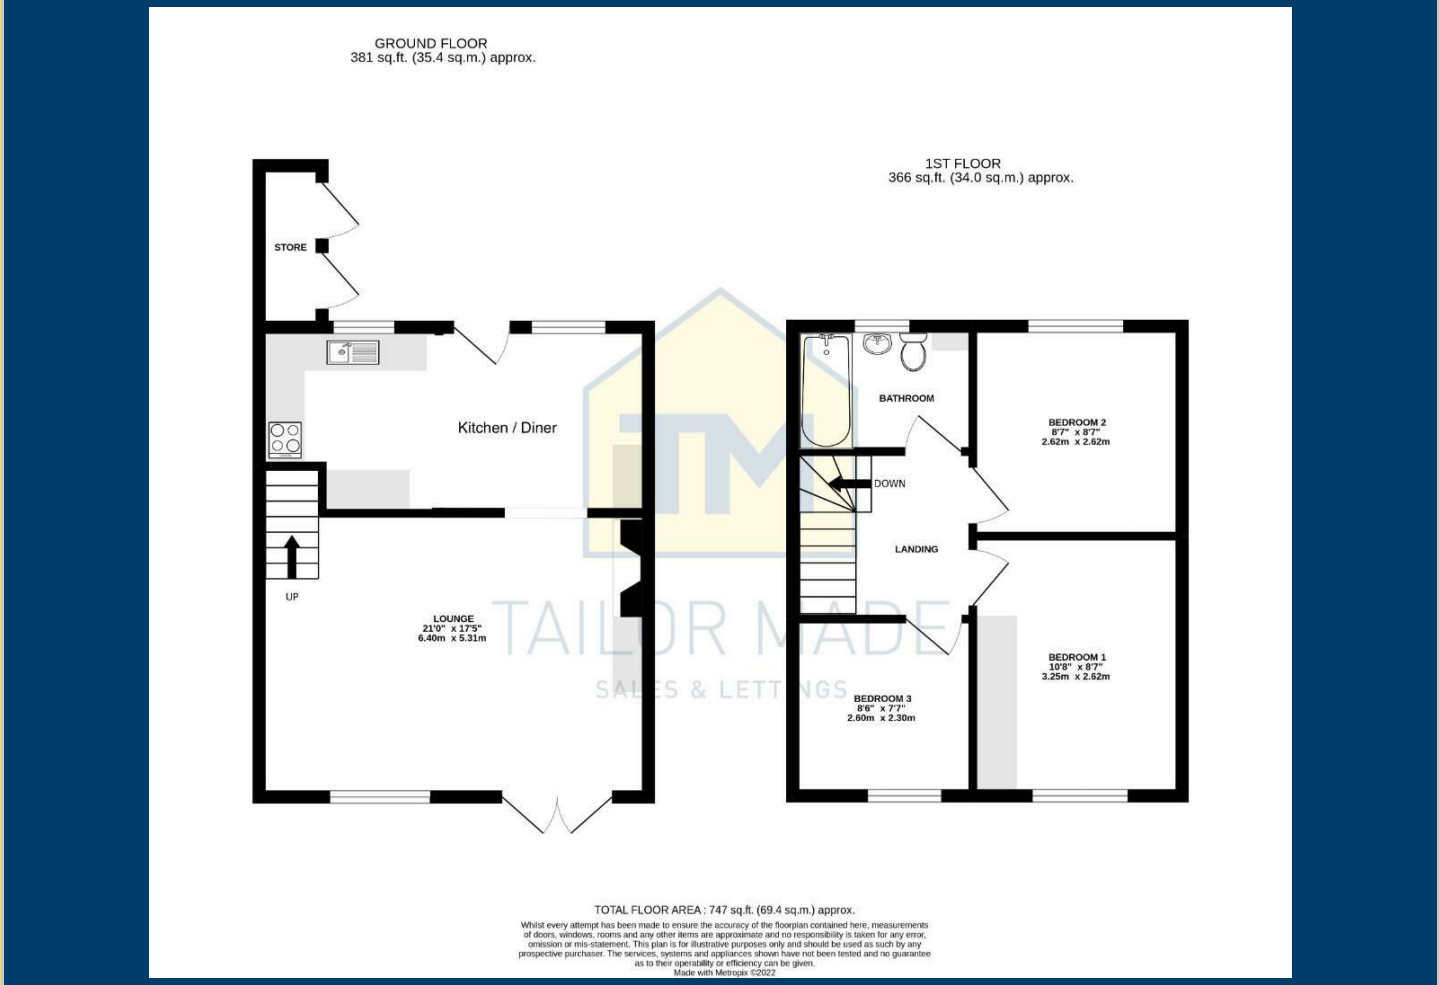 GROUND FLOOR
381 sq.ft. (35.4 sq.m.) approx.
1ST FLOOR
366 sq.ft. (34.0 sq.m.) approx.
STORE
Kitchen / Diner
UP
LOUNGE
21'0" x 17'5"
6.40m x 5.31m
BATHROOM
BEDROOM 2
8'7" x 8'7"
2.62m x 2.62m
DOWN
LANDING
BEDROOM 1
10'8" x 8'7"
3.25m x 2.62m
BEDROOM 3
8'6" x 7'7"
2.60m x 2.30m
TM
TAILOR MADE
SALES & LETTINGS
TOTAL FLOOR AREA : 747 sq.ft. (69.4 sq.m.) approx.
Whilst every attempt has been made to ensure the accuracy of the floorplan contained here, measurements
of doors, windows, rooms and any other items are approximate and no responsibility is taken for any error,
omission or mis-statement. This plan is for illustrative purposes only and should be used as such by any
prospective purchaser. The services, systems and appliances shown have not been tested and no guarantee
as to their operability or efficiency can be given.
Made with Metropix ©2022